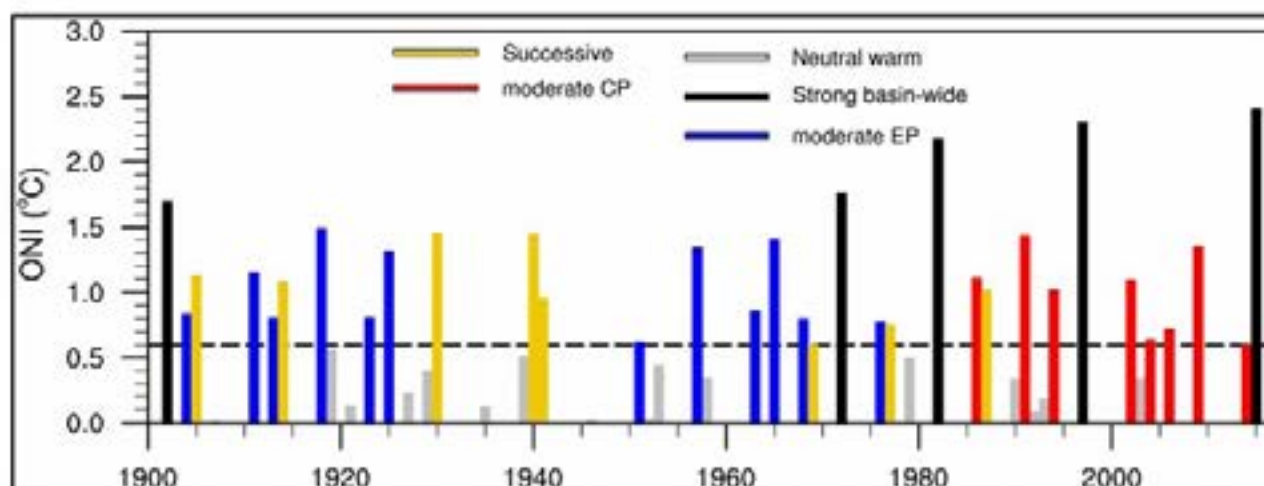 3.0
2.5
2.0
1.5
1.0
0.5
0.0
ONI (°C)
Successive
moderate CP
Neutral warm
Strong basin-wide
moderate EP
1900 1920 1940 1960 1980 2000